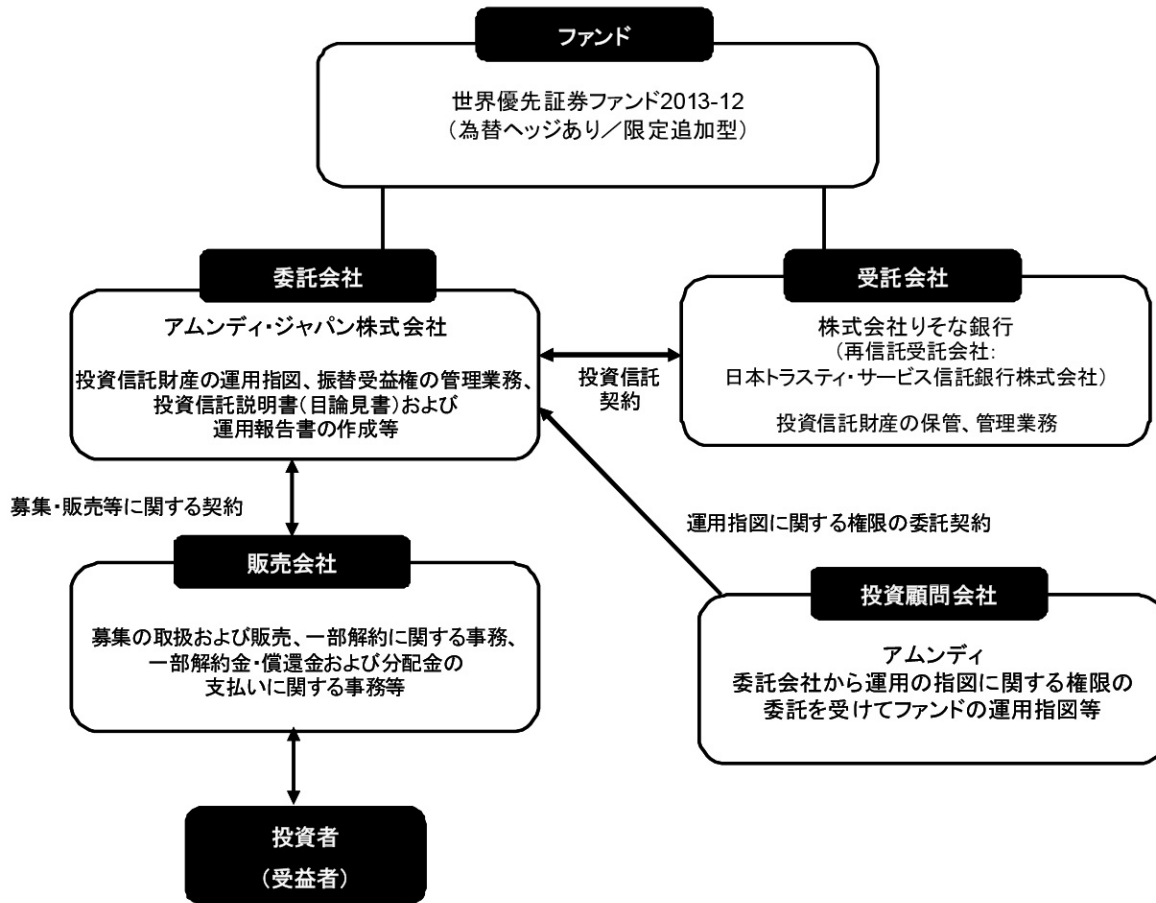 ファンド
世界優先証券ファンド2013-12
（為替ヘッジあり／限定追加型）
委託会社
アムンディ・ジャパン株式会社
投資信託財産の運用指図、振替受益権の管理業務、
投資信託説明書（目論見書）および
運用報告書の作成等
投資信託
契約
受託会社
株式会社りそな銀行
（再信託受託会社：
日本トラスティ・サービス信託銀行株式会社）
投資信託財産の保管、管理業務
募集・販売等に関する契約
運用指図に関する権限の委託契約
販売会社
募集の取扱および販売、一部解約に関する事務、
一部解約金・償還金および分配金の
支払いに関する事務等
投資顧問会社
アムンディ
委託会社から運用の指図に関する権限の
委託を受けてファンドの運用指図等
投資者
（受益者）